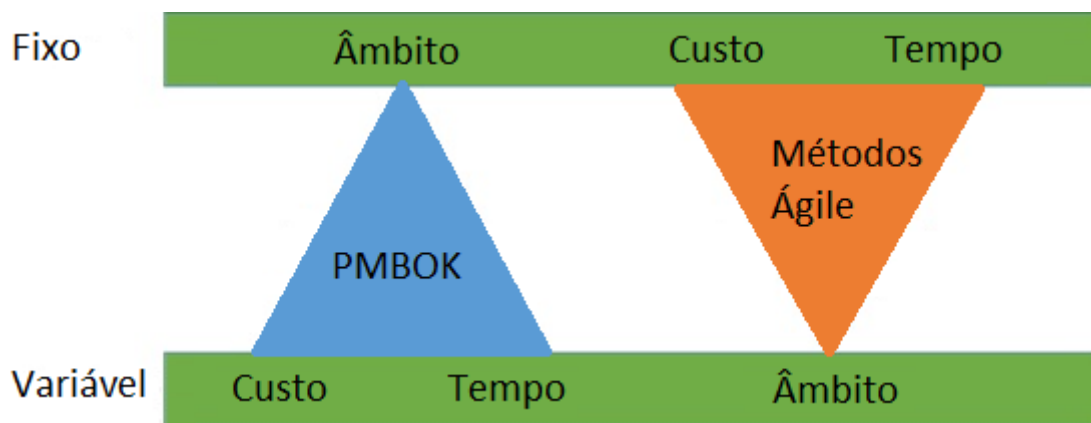 Fixo Âmbito Custo Tempo
Métodos
Ágile
PMBOK
Variável Custo Tempo Âmbito